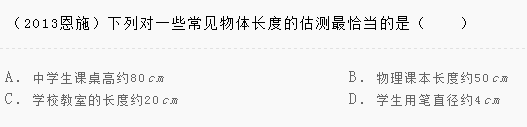 （2013恩施）下列对一些常见物体长度的估测最恰当的是（　　）
A．中学生课桌高约80cm　　B．物理课本长度约50cm
C．学校教室的长度约20cm　　D．学生用笔直径约4cm